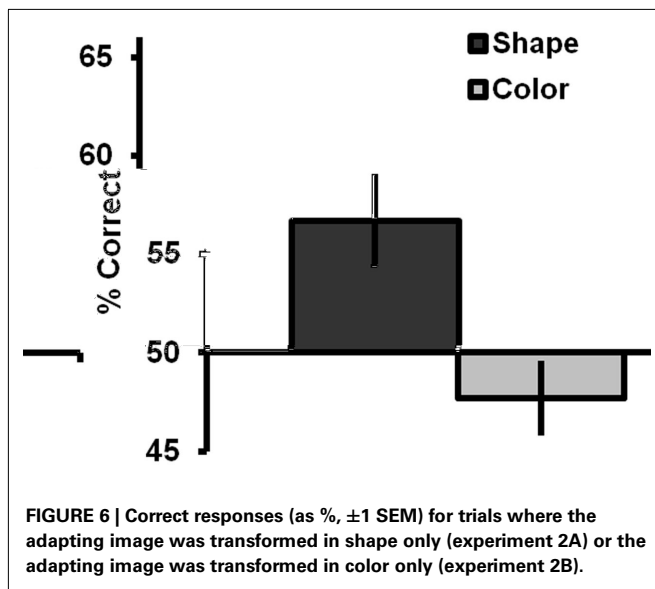 65
Shape
Color
60
% Correct
55
50
45
FIGURE 6 | Correct responses (as %, ±1 SEM) for trials where the
adapting image was transformed in shape only (experiment 2A) or the
adapting image was transformed in color only (experiment 2B).